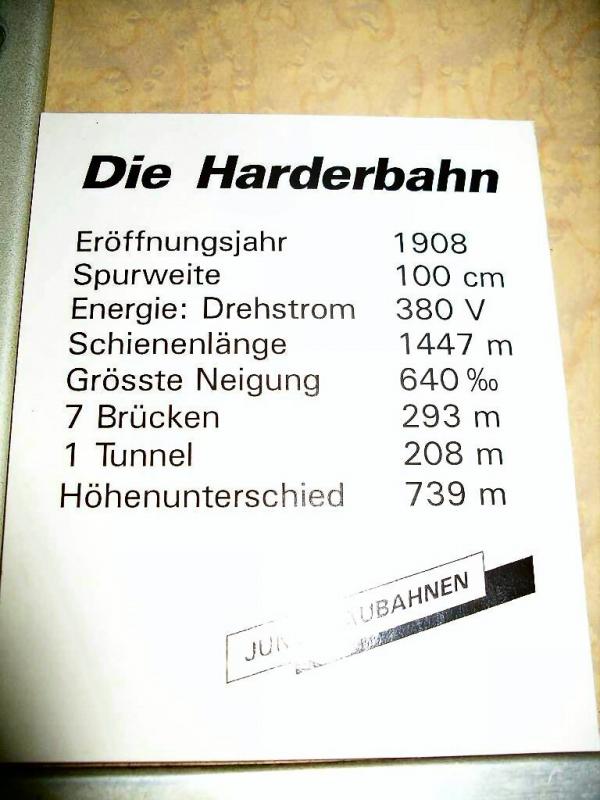 Die Harderbahn
Eröffnungsjahr 1908
Spurweite 100 cm
Energie: Drehstrom 380 V
Schienenlänge 1447 m
Grösste Neigung 640 ‰
7 Brücken 293 m
1 Tunnel 208 m
Höhenunterschied 739 m